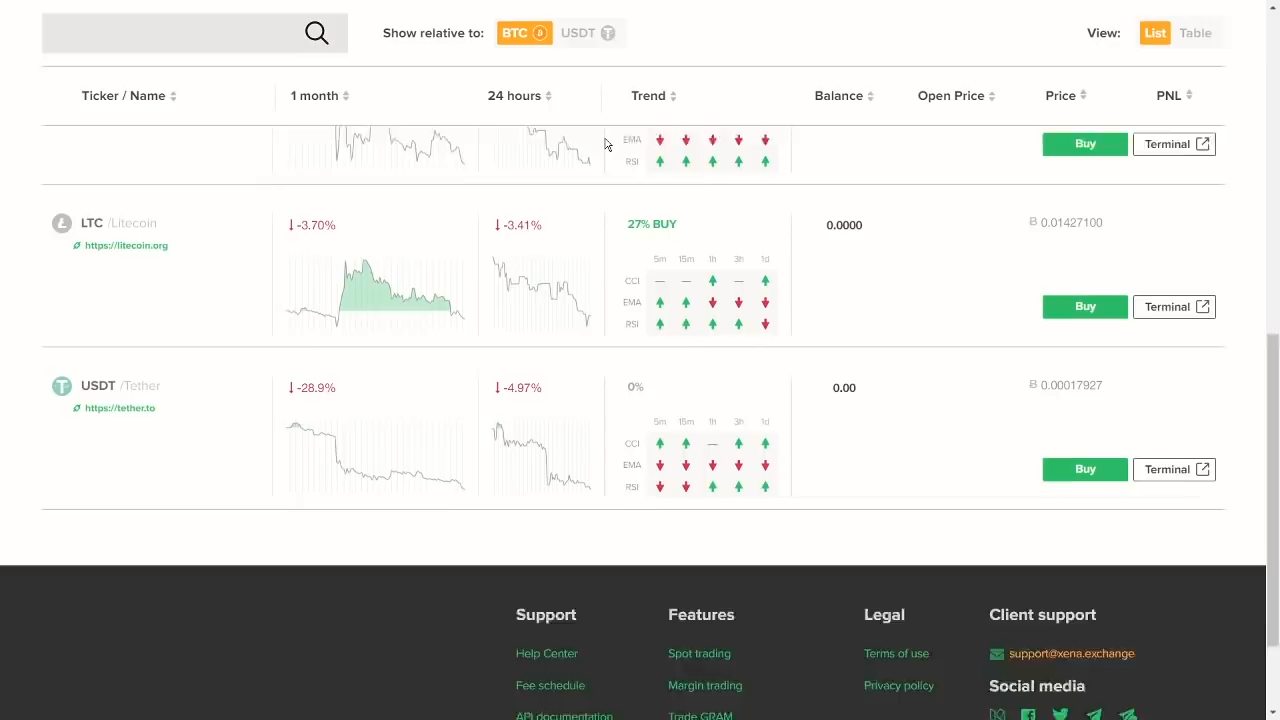 Show relative to: BTC USDT View: List Table
Ticker / Name 1 month 24 hours Trend Balance Open Price Price PNL
EMA
RSI
Buy Terminal
LTC /Litecoin
https://litecoin.org
-3.70% -3.41% 27% BUY 0.0000 0.01427100
5m 15m 1h 3h 1d
CCI
EMA
RSI
Buy Terminal
USDT /Tether
https://tether.to
-28.9% -4.97% 0% 0.00 0.00017927
5m 15m 1h 3h 1d
CCI
EMA
RSI
Buy Terminal
Support Features Legal Client support
Help Center Spot trading Terms of use support@xena.exchange
Fee schedule Margin trading Privacy policy Social media
API documentation Trade GRAM